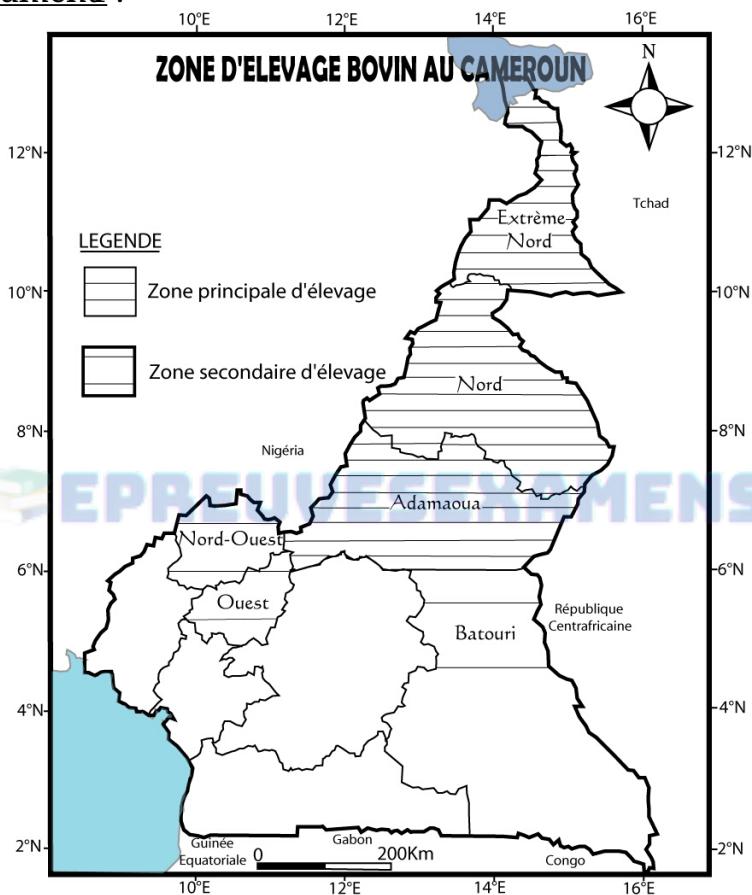 10°E 12°E 14°E 16°E
ZONE D'ELEVAGE BOVIN AU CAMEROUN
N
12°N 12°N
Tchad
Extrême
Nord
LEGENDE
Zone principale d'élevage
10°N 10°N
Zone secondaire d'élevage
Nord
8°N 8°N
Nigéria
EPREUVESEXAMENS
Adamaoua
Nord-Ouest
6°N 6°N
Ouest
République
Centrafricaine
Batouri
4°N 4°N
2°N 2°N
Guinée
Equatoriale
0 200Km
Gabon
Congo
10°E 12°E 14°E 16°E